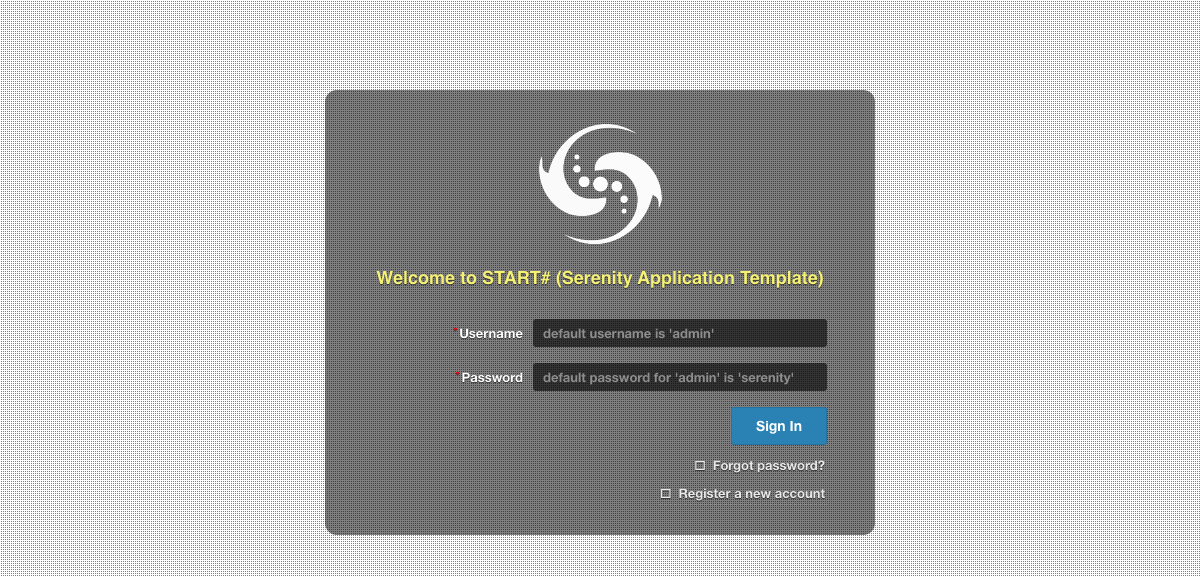 Welcome to START# (Serenity Application Template)
*Username default username is 'admin'
*Password default password for 'admin' is 'serenity'
Sign In
Forgot password?
Register a new account